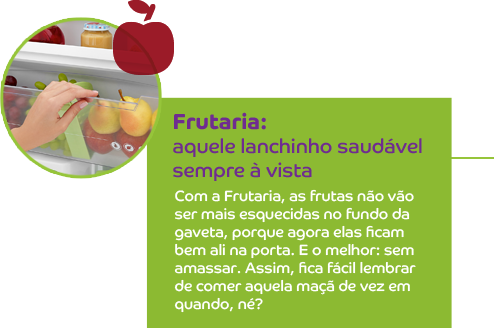 Frutaria:
aquele lanchinho saudável
sempre à vista
Com a Frutaria, as frutas não vão
ser mais esquecidas no fundo da
gaveta, porque agora elas ficam
bem ali na porta. E o melhor: sem
amassar. Assim, fica fácil lembrar
de comer aquela maçã de vez em
quando, né?